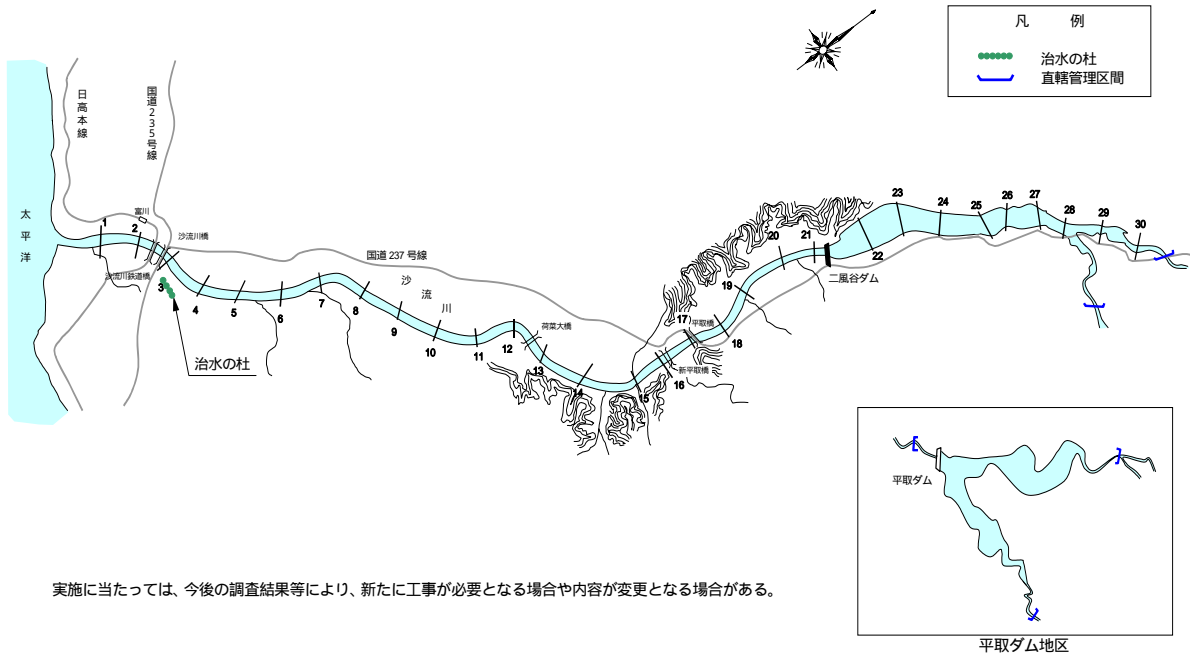 凡 例
治水の杜
直轄管理区間
日高本線
国道235号線
太平洋
富川
1
2
沙流川橋
沙流川鉄道橋
3
4
5
6
7
8
9
10
11
12
13
14
15
16
17
18
19
20
21
22
23
24
25
26
27
28
29
30
国道237号線
沙流川
荷菜大橋
平取橋
新平取橋
二風谷ダム
治水の杜
平取ダム
平取ダム地区
実施に当たっては、今後の調査結果等により、新たに工事が必要となる場合や内容が変更となる場合がある。